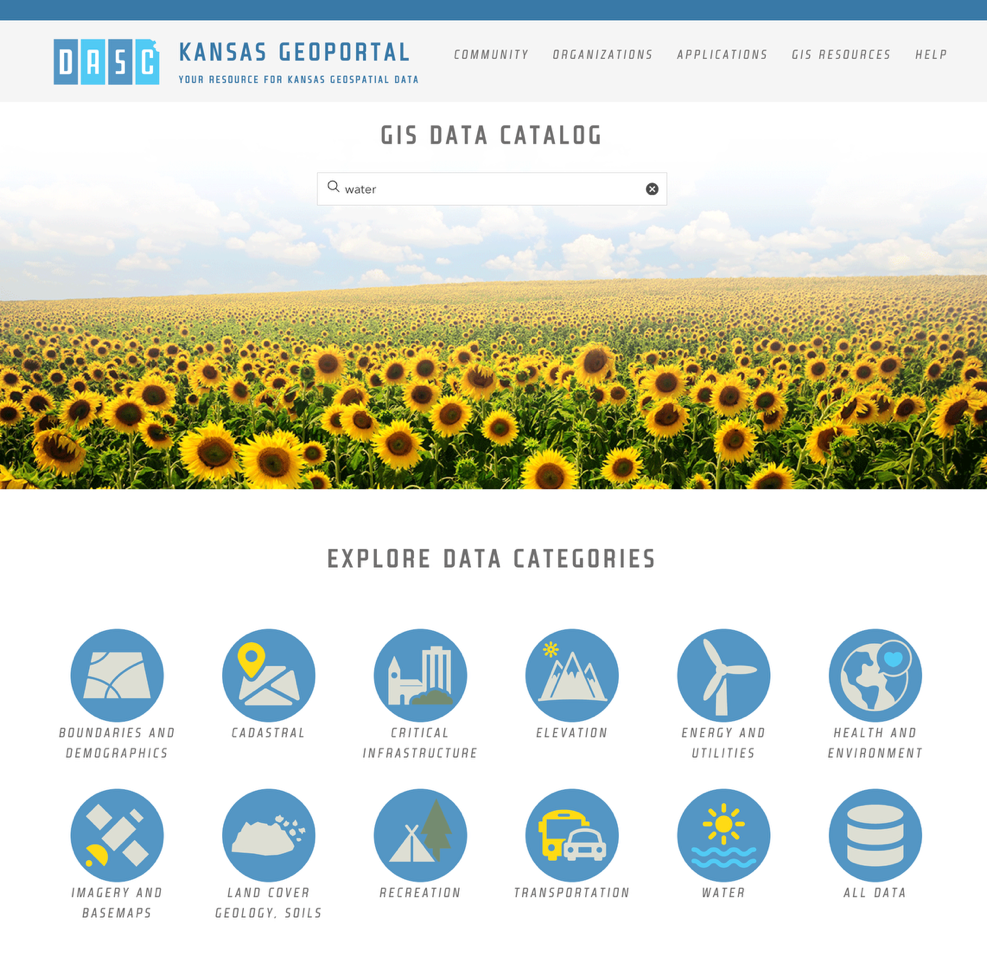 DASC
KANSAS GEOPORTAL
YOUR RESOURCE FOR KANSAS GEOSPATIAL DATA
COMMUNITY ORGANIZATIONS APPLICATIONS GIS RESOURCES HELP
GIS DATA CATALOG
water
EXPLORE DATA CATEGORIES
BOUNDARIES AND
DEMOGRAPHICS
CADASTRAL
CRITICAL
INFRASTRUCTURE
ELEVATION
ENERGY AND
UTILITIES
HEALTH AND
ENVIRONMENT
IMAGERY AND
BASEMAPS
LAND COVER
GEOLOGY, SOILS
RECREATION
TRANSPORTATION
WATER
ALL DATA